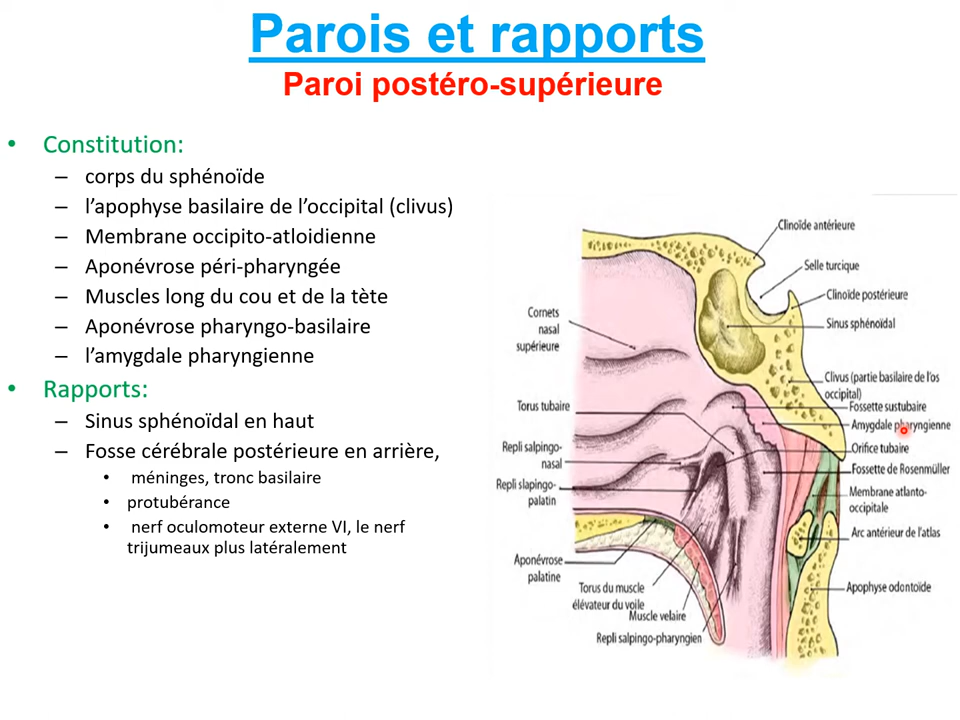 Parois et rapports
Paroi postéro-supérieure
• Constitution:
– corps du sphénoïde
– l'apophyse basilaire de l'occipital (clivus)
– Membrane occipito-atloidienne
– Aponévrose péri-pharyngée
– Muscles long du cou et de la tète
– Aponévrose pharyngo-basilaire
– l'amygdale pharyngienne
• Rapports:
– Sinus sphénoïdal en haut
– Fosse cérébrale postérieure en arrière,
• méninges, tronc basilaire
• protubérance
• nerf oculomoteur externe VI, le nerf
trijumeaux plus latéralement
Clinoïde antérieure
Selle turcique
Clinoïde postérieure
Sinus sphénoïdal
Clivus (partie basilaire de l'os
occipital)
Fossette sustubaire
Amygdale pharyngienne
Orifice tubaire
Fossette de Rosenmüller
Membrane atlanto-
occipitale
Arc antérieur de l'atlas
Apophyse odontoïde
Cornets
nasal
supérieure
Torus tubaire
Repli salpingo-
nasal
Repli slapingo-
palatin
Aponévrose
palatine
Torus du muscle
élévateur du voile
Muscle velaire
Repli salpingo-pharyngien